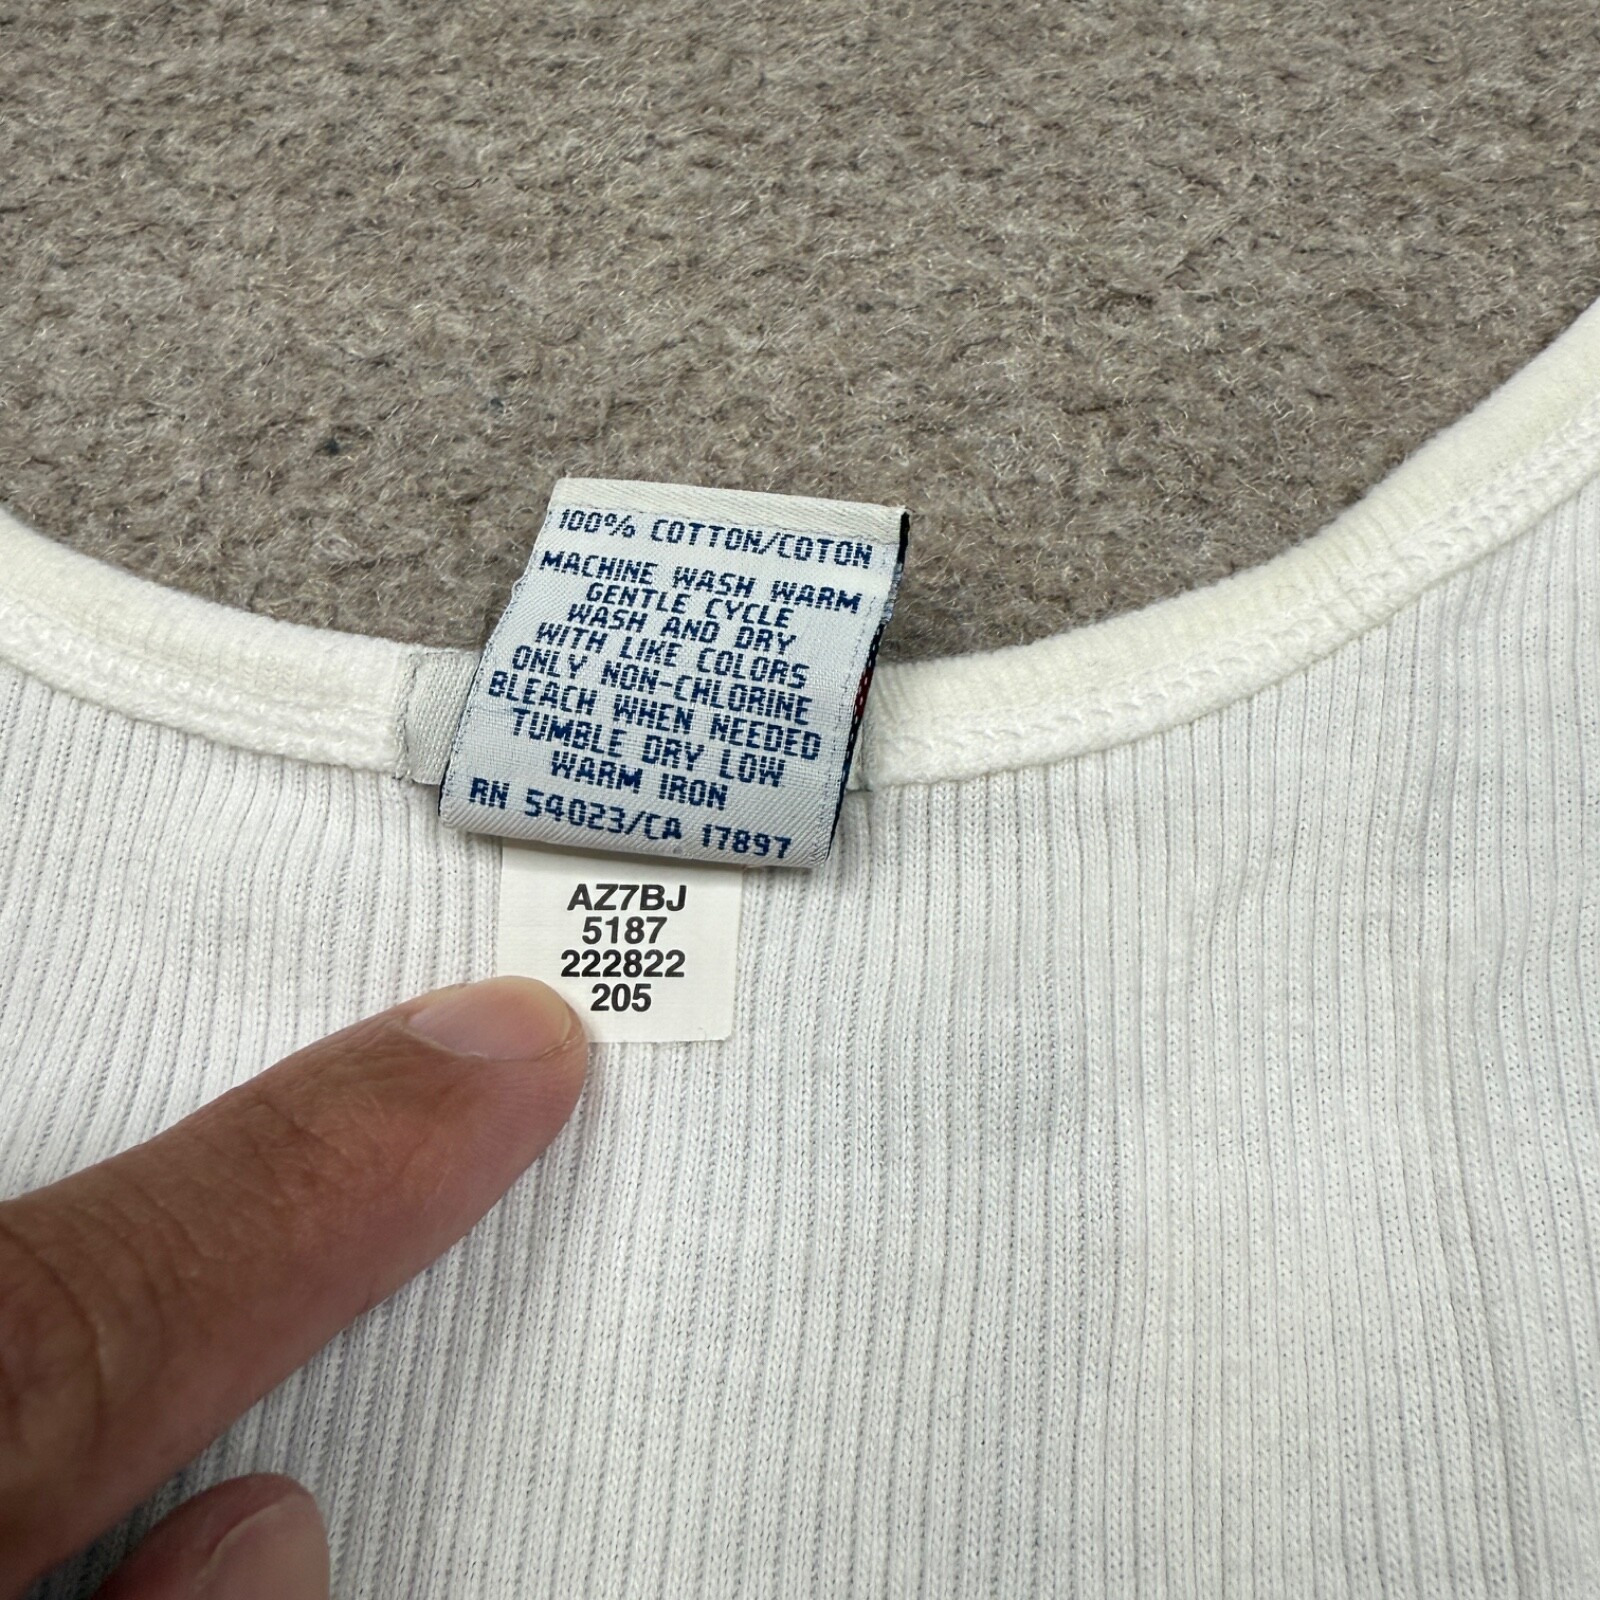 100% COTTON/COTON
MACHINE WASH WARM
GENTLE CYCLE
WASH AND DRY
WITH LIKE COLORS
ONLY NON-CHLORINE
BLEACH WHEN NEEDED
TUMBLE DRY LOW
WARM IRON
RN 54023/CA 17897
AZ7BJ
5187
222822
205